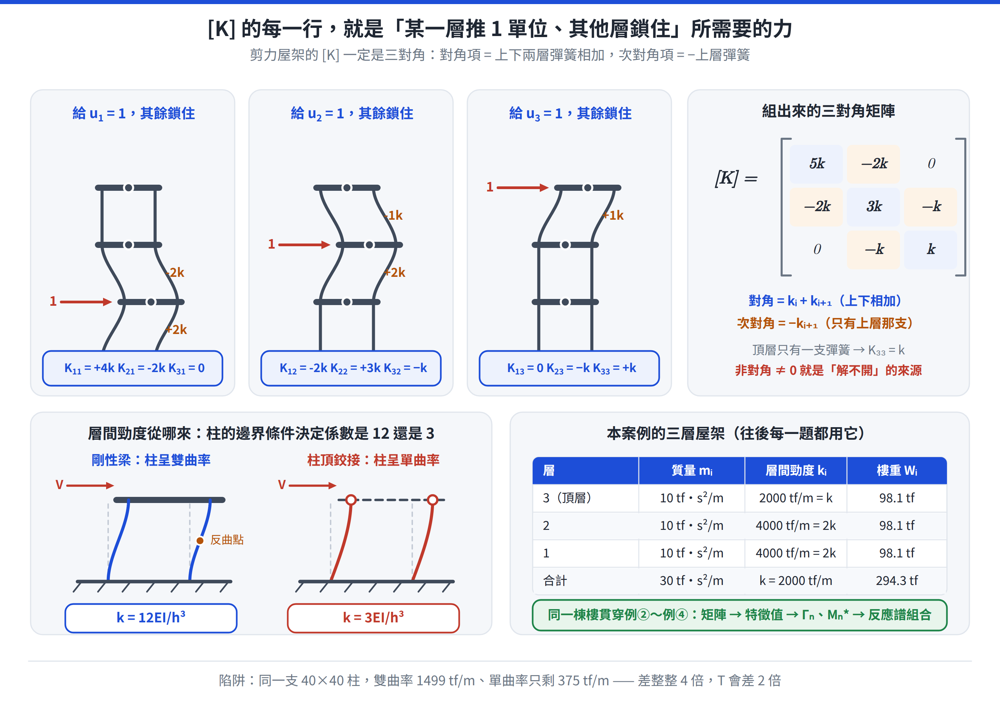 [K] 的每一行，就是「某一層推 1 單位、其他層鎖住」所需要的力
剪力屋架的 [K] 一定是三對角：對角項 = 上下兩層彈簧相加，次對角項 = −上層彈簧
給 u₁ = 1，其餘鎖住
-2k
1
+2k
K₁₁ = +4k K₂₁ = -2k K₃₁ = 0
給 u₂ = 1，其餘鎖住
-1k
1
+2k
K₁₂ = -2k K₂₂ = +3k K₃₂ = −k
給 u₃ = 1，其餘鎖住
1
+1k
K₁₃ = 0 K₂₃ = −k K₃₃ = +k
組出來的三對角矩陣
[K] =
5k −2k 0
−2k 3k −k
0 −k k
對角 = kᵢ + kᵢ₊₁（上下相加）
次對角 = −kᵢ₊₁（只有上層那支）
頂層只有一支彈簧 → K₃₃ = k
非對角 ≠ 0 就是「解不開」的來源
層間勁度從哪來：柱的邊界條件決定係數是 12 還是 3
剛性梁：柱呈雙曲率
V
反曲點
k = 12EI/h³
柱頂鉸接：柱呈單曲率
V
k = 3EI/h³
本案例的三層屋架（往後每一題都用它）
層 質量 mᵢ 層間勁度 kᵢ 樓重 Wᵢ
3（頂層） 10 tf·s²/m 2000 tf/m = k 98.1 tf
2 10 tf·s²/m 4000 tf/m = 2k 98.1 tf
1 10 tf·s²/m 4000 tf/m = 2k 98.1 tf
合計 30 tf·s²/m k = 2000 tf/m 294.3 tf
同一棟樓貫穿例②～例④：矩陣 → 特徵值 → Γₙ、Mₙ* → 反應譜組合
陷阱：同一支 40×40 柱，雙曲率 1499 tf/m、單曲率只剩 375 tf/m —— 差整整 4 倍，T 會差 2 倍